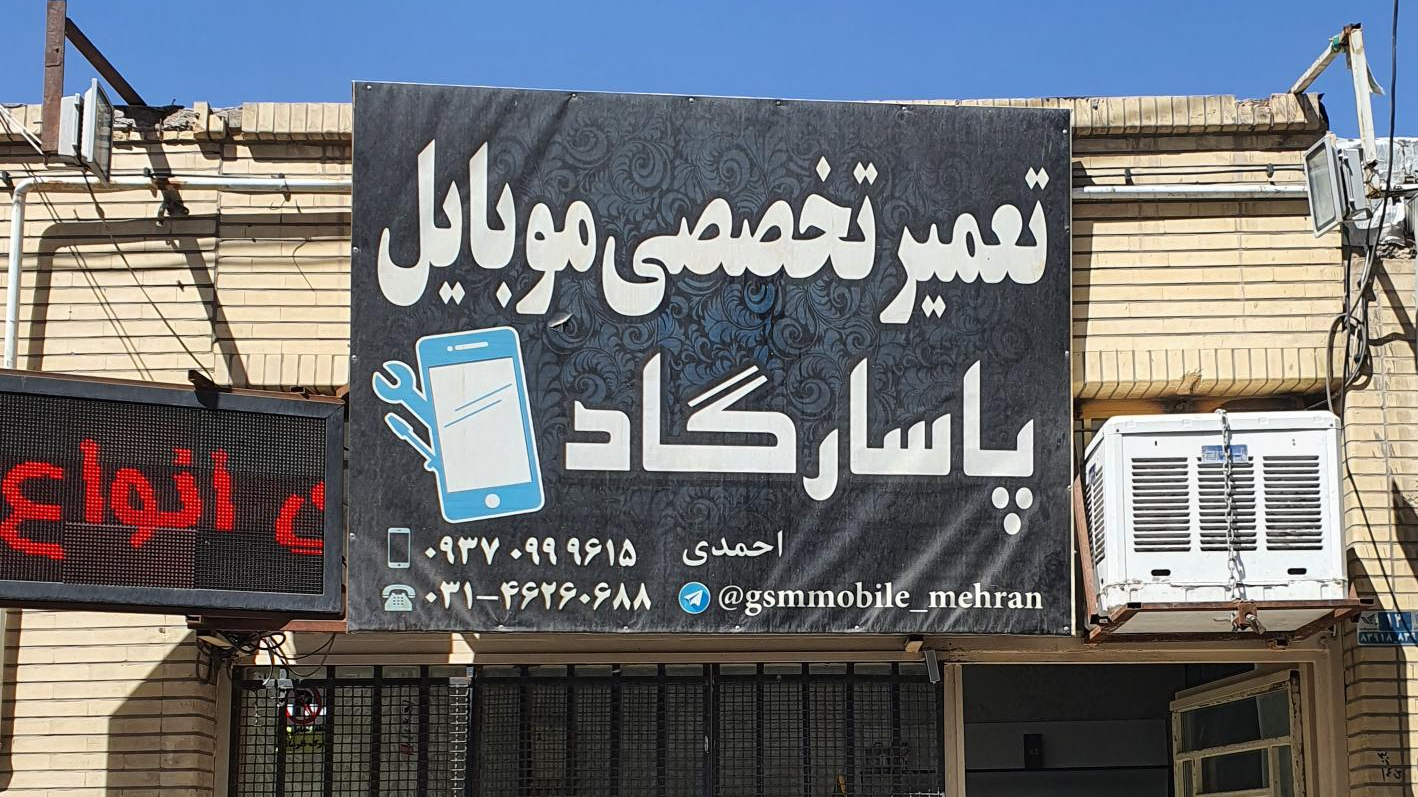 تعمیر تخصصی موبایل
پاسارگاد
احمدی
۰۹۳۷ ۰۹۹ ۹۶۱۵
۰۳۱-۴۶۲۶۰۶۸۸
@gsmmobile_mehran
انواع